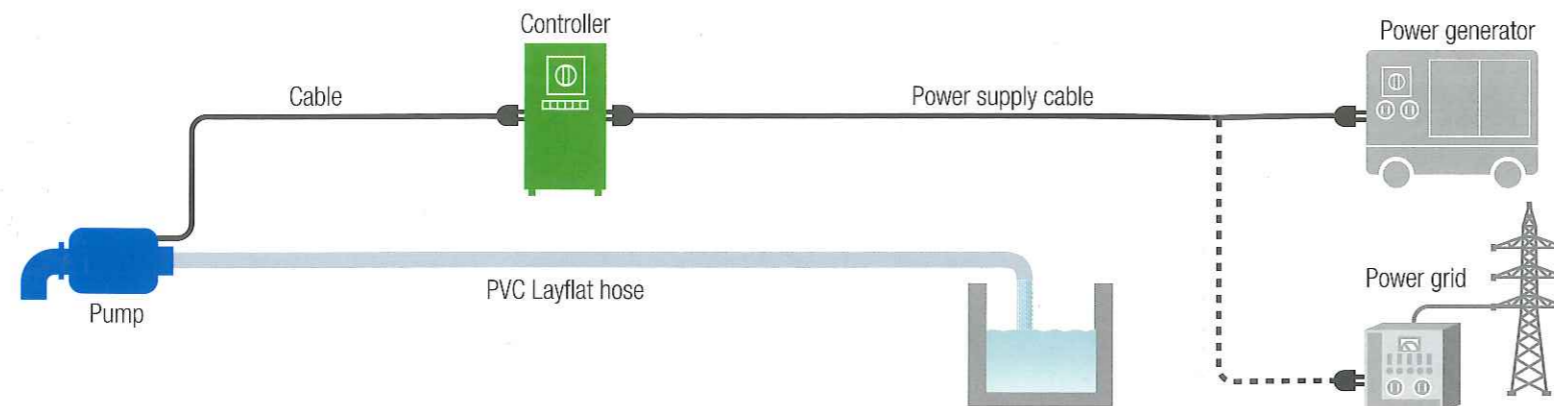 Controller
Power generator
Cable
Power supply cable
PVC Layflat hose
Pump
Power grid